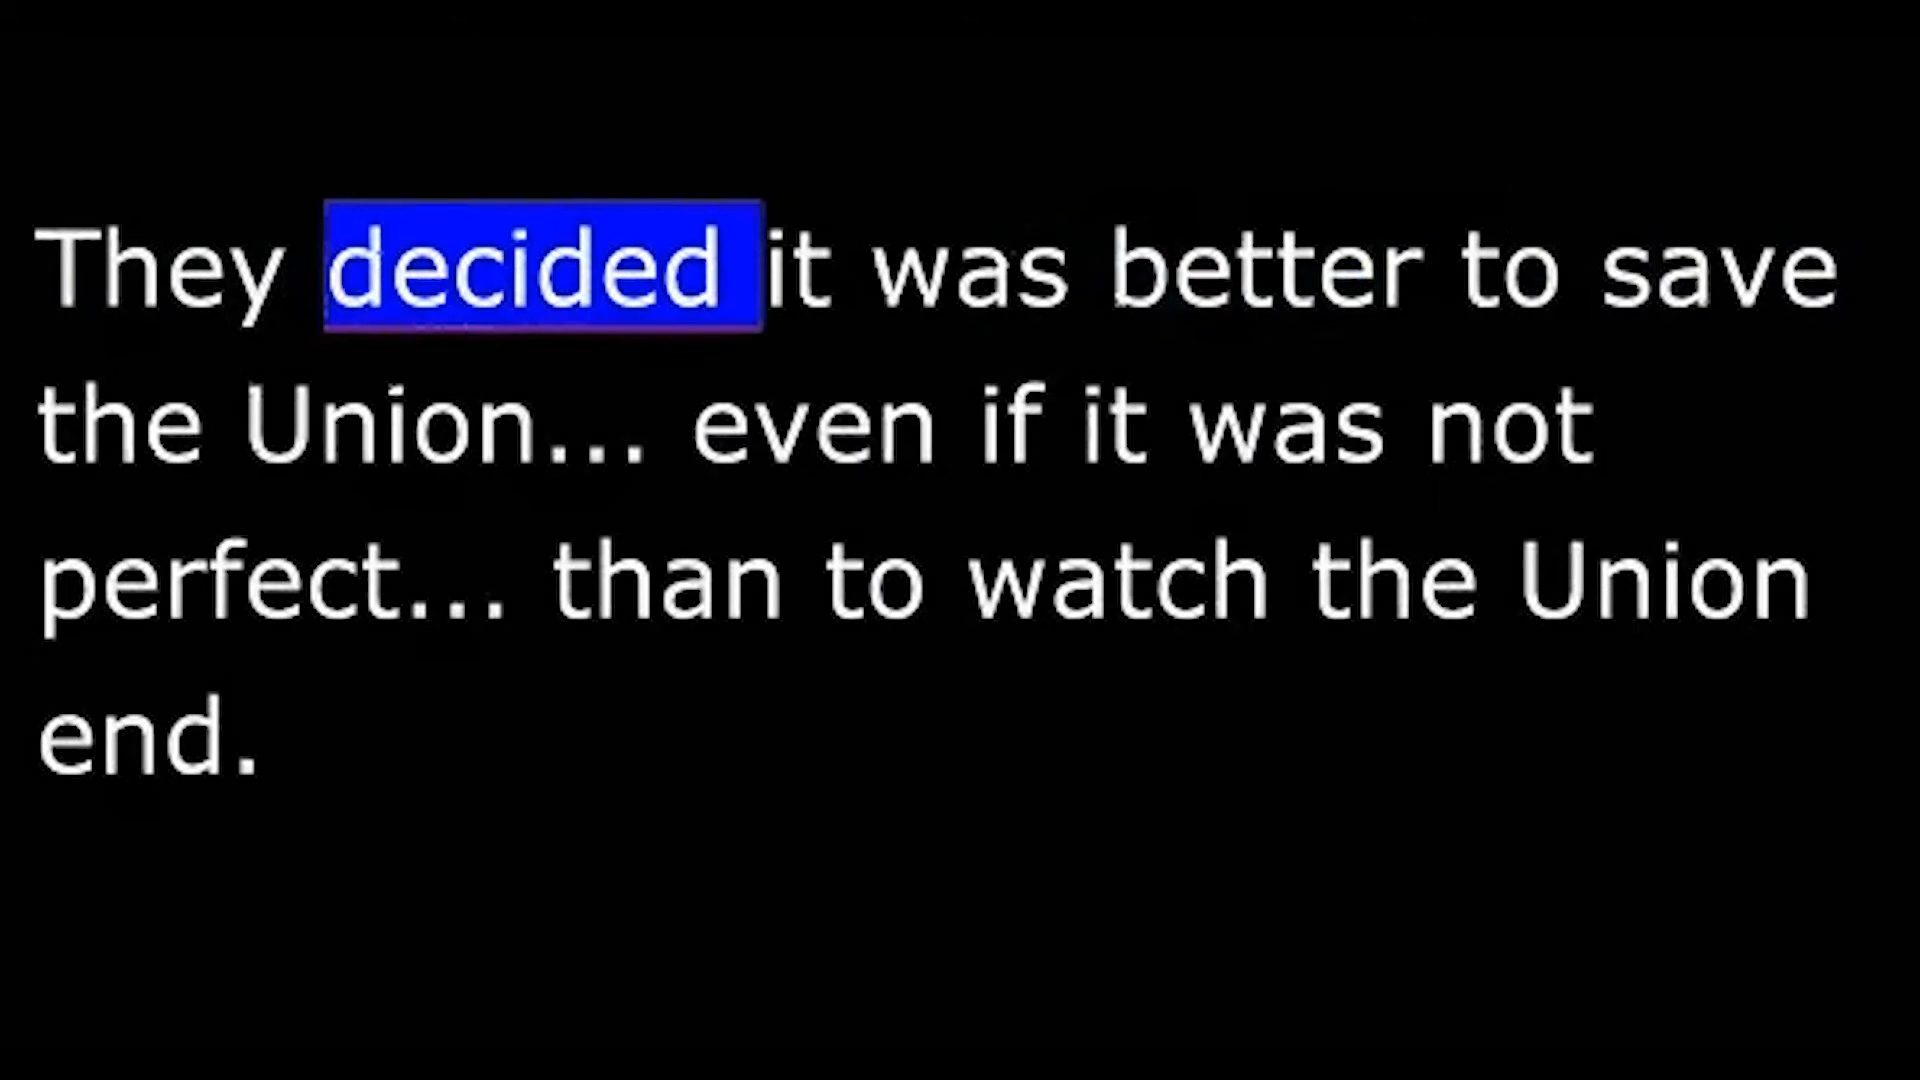 They decided it was better to save
the Union... even if it was not
perfect... than to watch the Union
end.